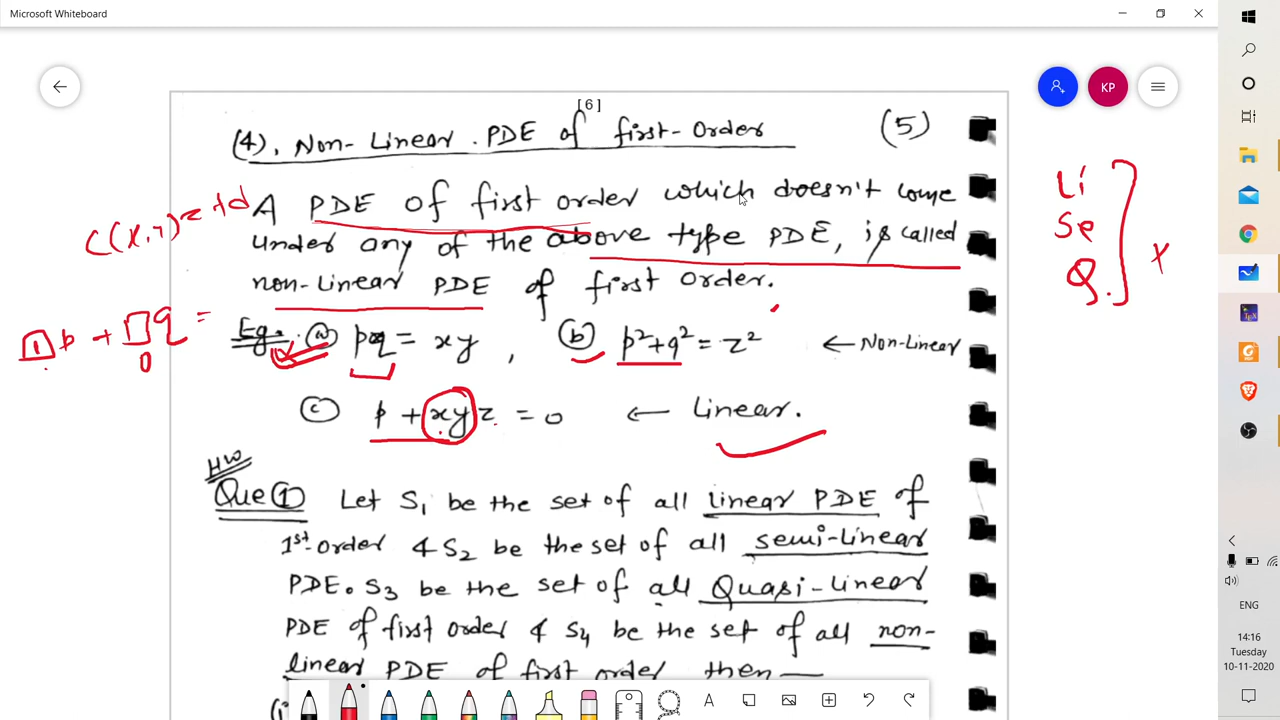 Microsoft Whiteboard
KP
[6]
(4). Non-Linear PDE of first-Order (5)
A PDE of first order which doesn't come
under any of the above type PDE, is called
non-linear PDE of first order.
Eg. (a) pq = xy , (b) p²+q² = z² ← Non-Linear
(c) p + xyz = 0 ← Linear.
HW
Que (1) Let S₁ be the set of all linear PDE of
1st order & S₂ be the set of all semi-linear
PDE. S₃ be the set of all Quasi-linear
PDE of first order & S₄ be the set of all non-
linear PDE of first order then —
(i)
Li
Se
Q.
x
□p + □q =
1
0
ENG
14:16
Tuesday
10-11-2020